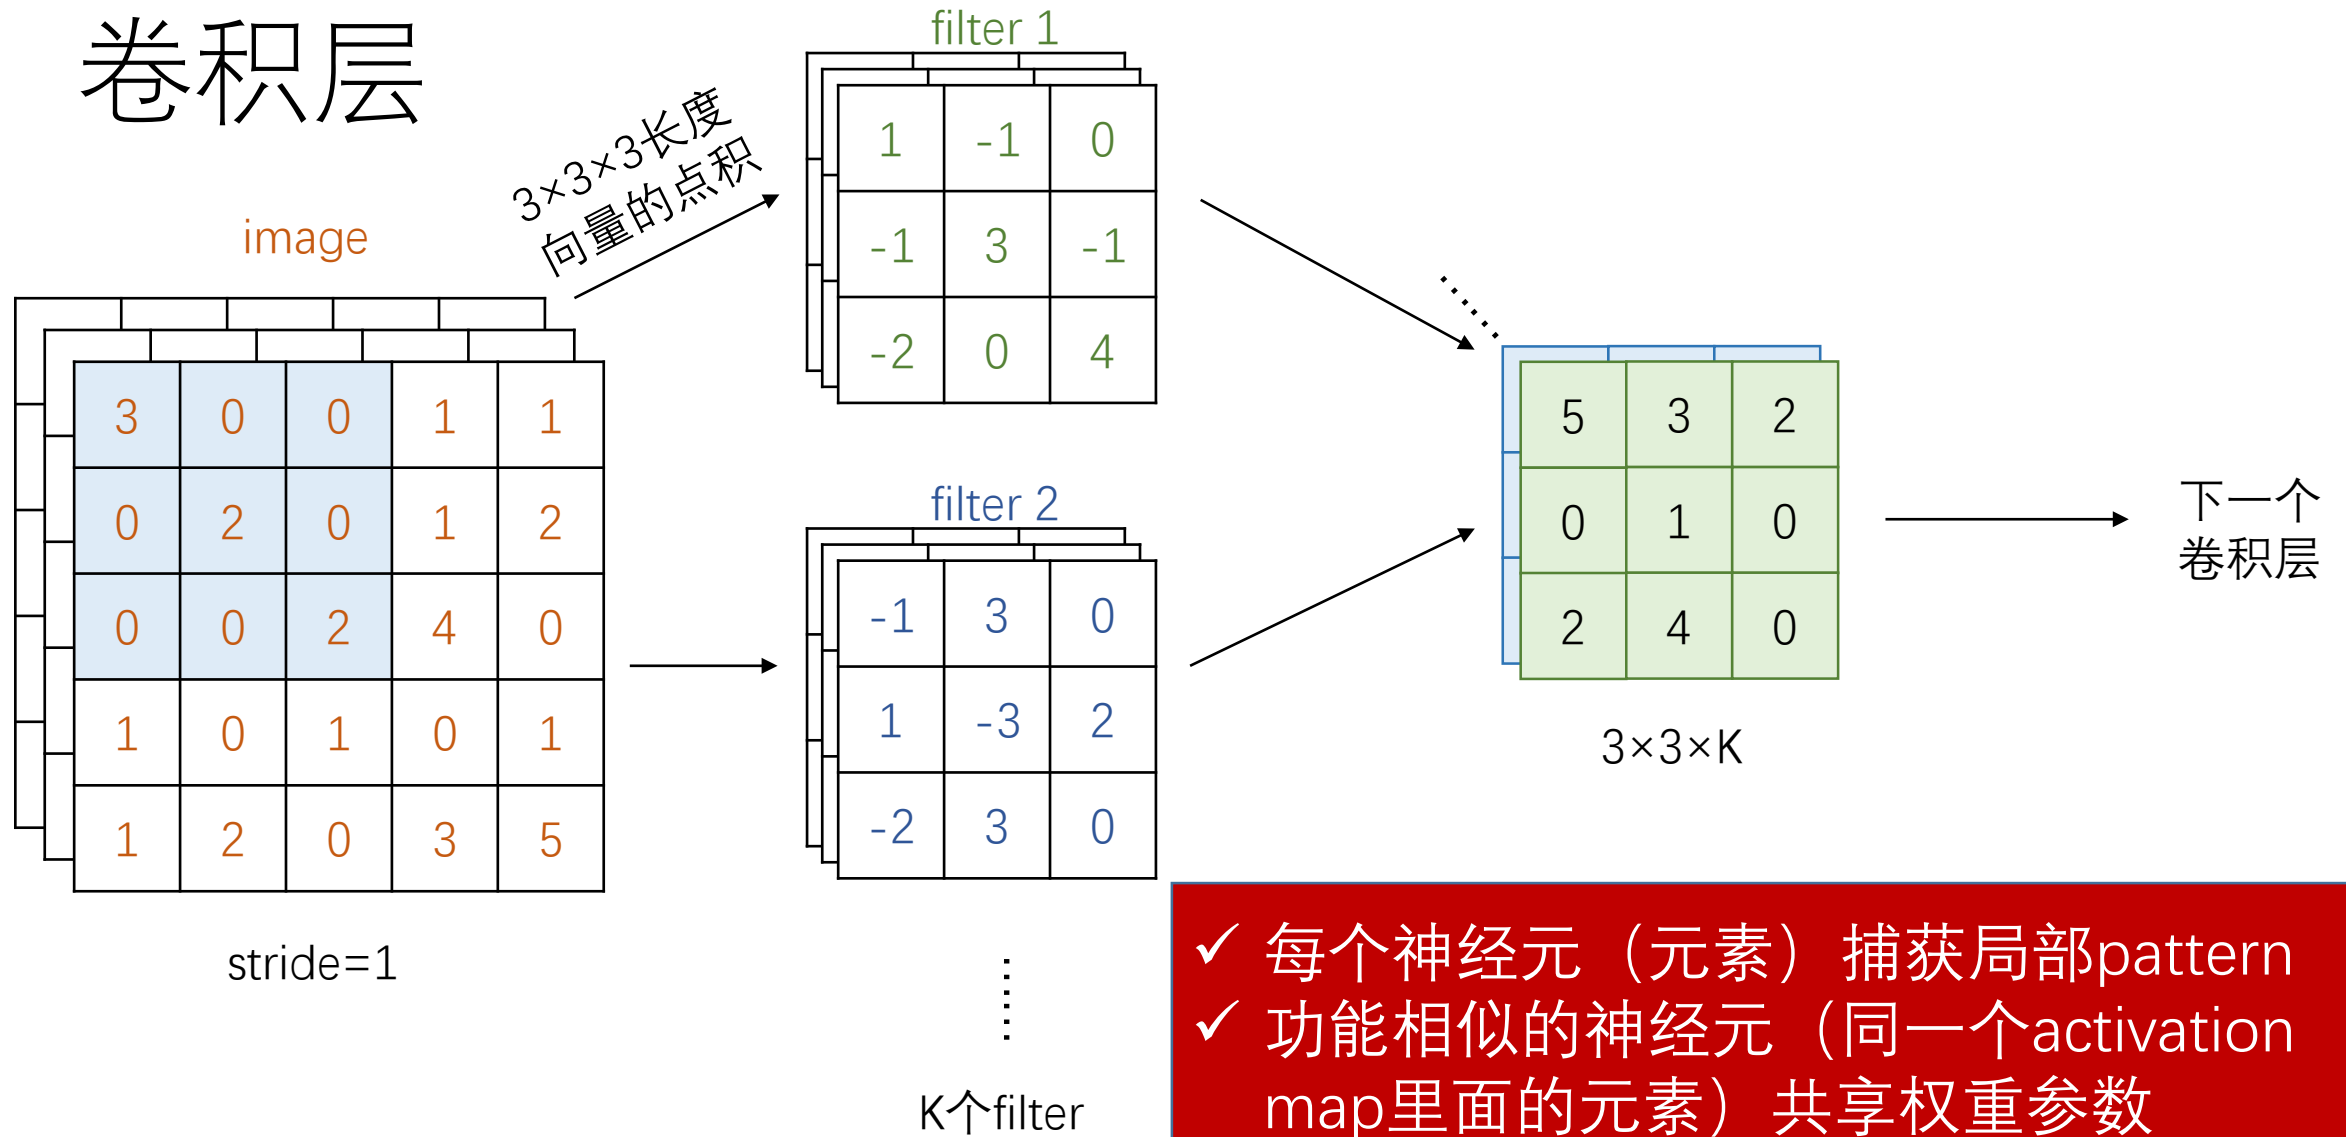 卷积层
3×3×3长度
向量的点积
image
3 0 0 1 1
0 2 0 1 2
0 0 2 4 0
1 0 1 0 1
1 2 0 3 5
stride=1
filter 1
1 -1 0
-1 3 -1
-2 0 4
filter 2
-1 3 0
1 -3 2
-2 3 0
K个filter
5 3 2
0 1 0
2 4 0
3×3×K
下一个
卷积层
✓ 每个神经元（元素）捕获局部pattern
✓ 功能相似的神经元（同一个activation
map里面的元素）共享权重参数